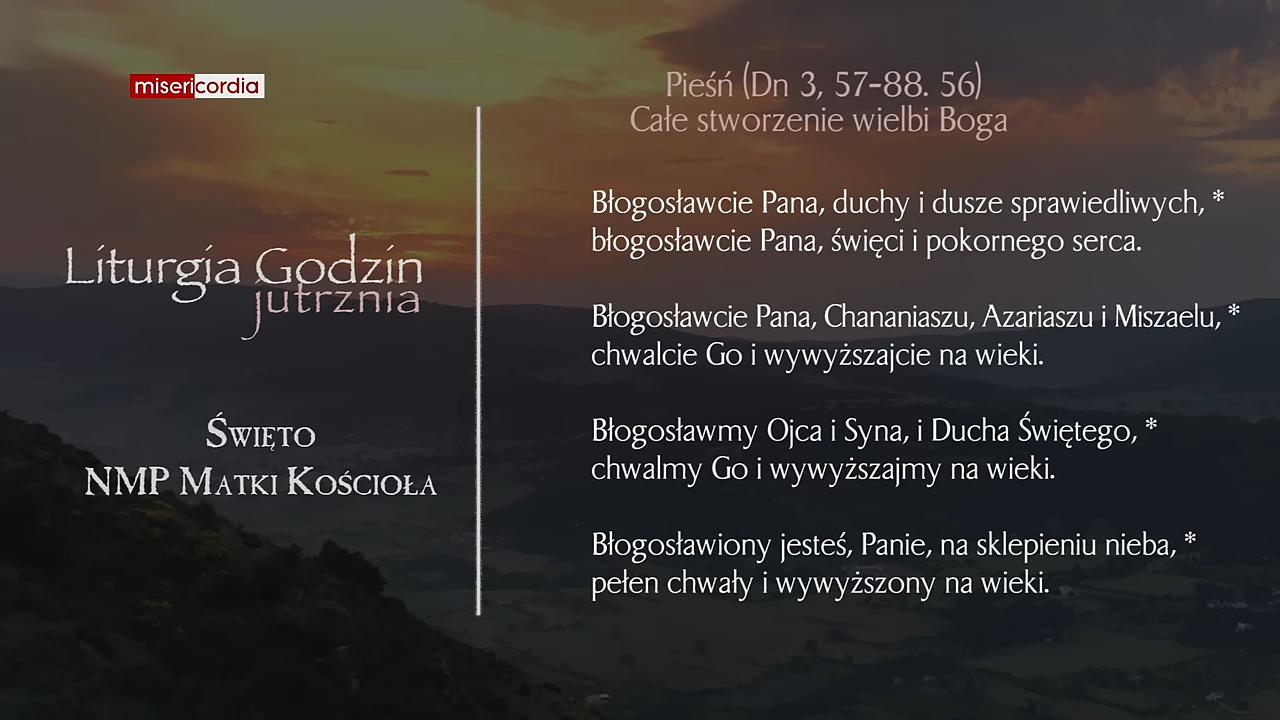 misericordia
Liturgia Godzin
jutrznia
Święto
NMP Matki Kościoła
Pieśń (Dn 3, 57-88. 56)
Całe stworzenie wielbi Boga
Błogosławcie Pana, duchy i dusze sprawiedliwych, *
błogosławcie Pana, święci i pokornego serca.
Błogosławcie Pana, Chananiaszu, Azariaszu i Miszaelu, *
chwalcie Go i wywyższajcie na wieki.
Błogosławmy Ojca i Syna, i Ducha Świętego, *
chwalmy Go i wywyższajmy na wieki.
Błogosławiony jesteś, Panie, na sklepieniu nieba, *
pełen chwały i wywyższony na wieki.